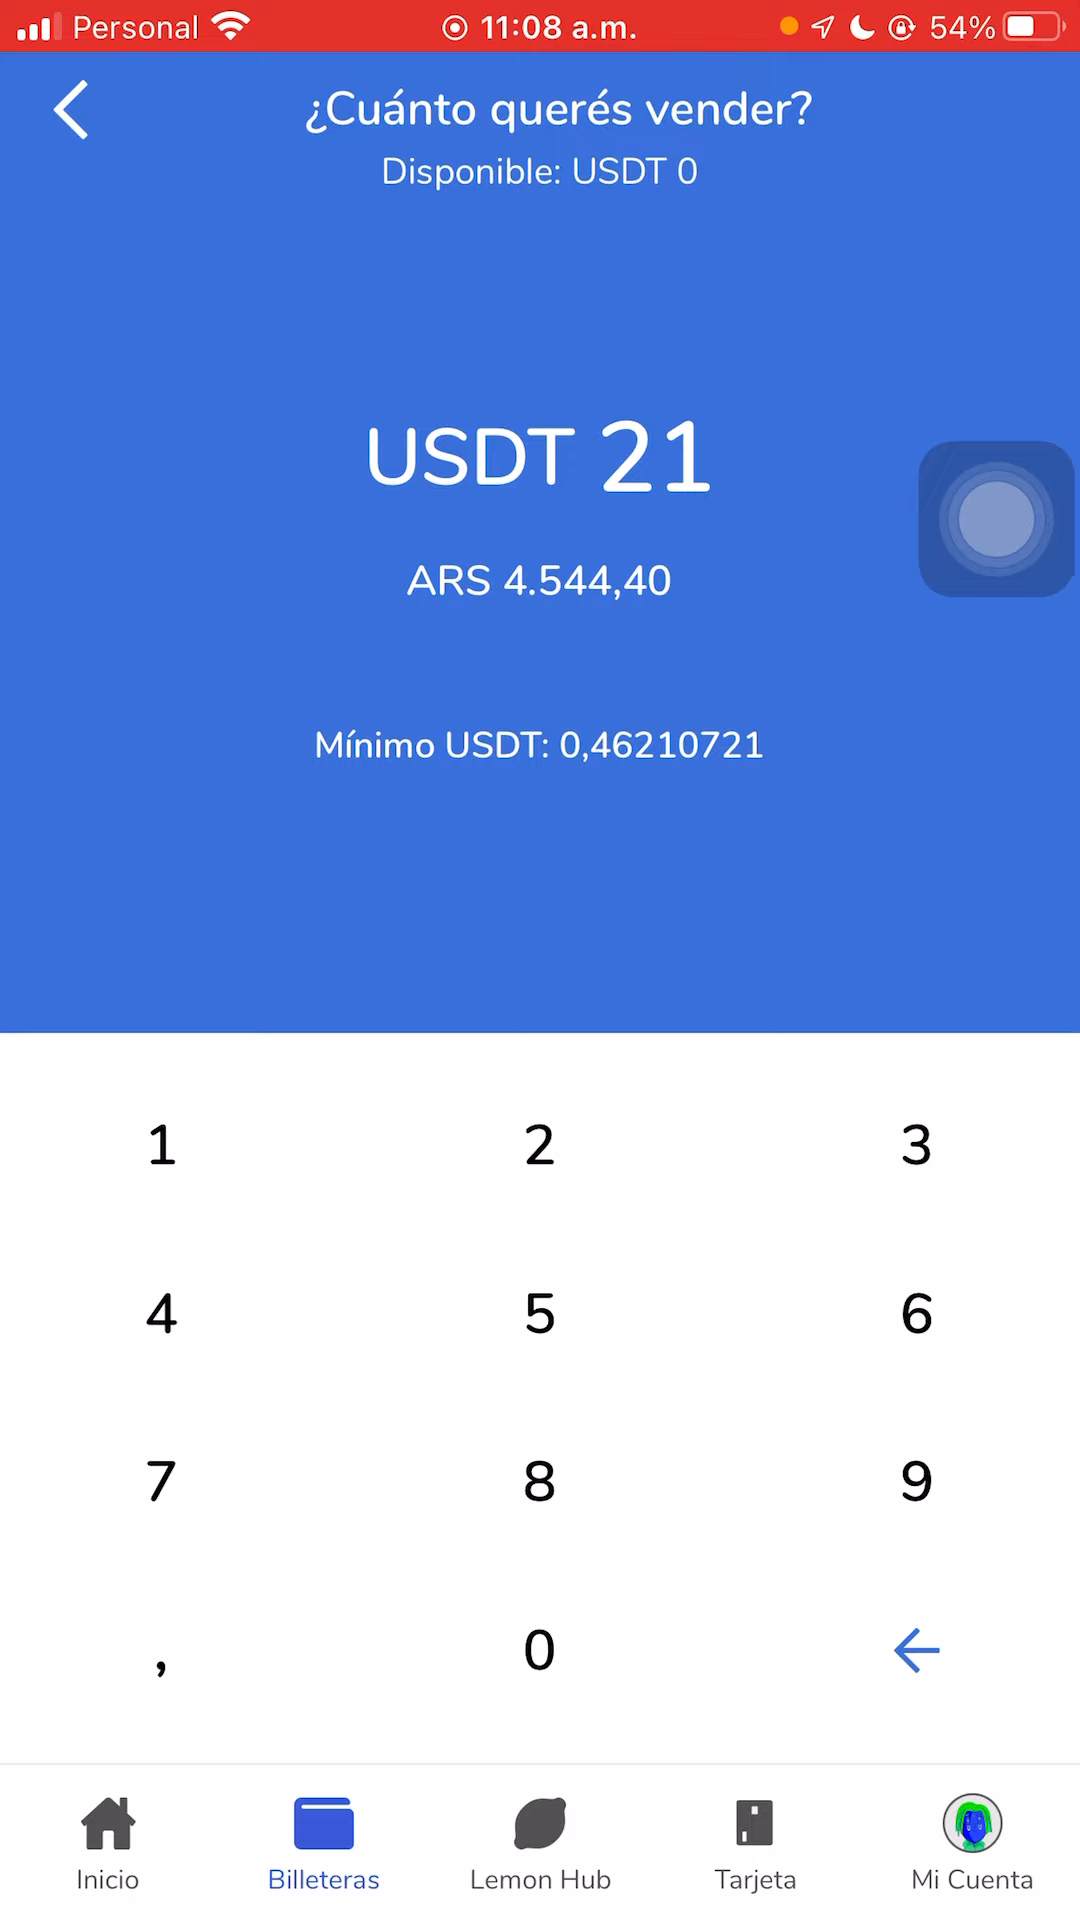 Personal 11:08 a.m. 54%
¿Cuánto querés vender?
Disponible: USDT 0
USDT 21
ARS 4.544,40
Mínimo USDT: 0,46210721
1 2 3
4 5 6
7 8 9
, 0
Inicio Billeteras Lemon Hub Tarjeta Mi Cuenta